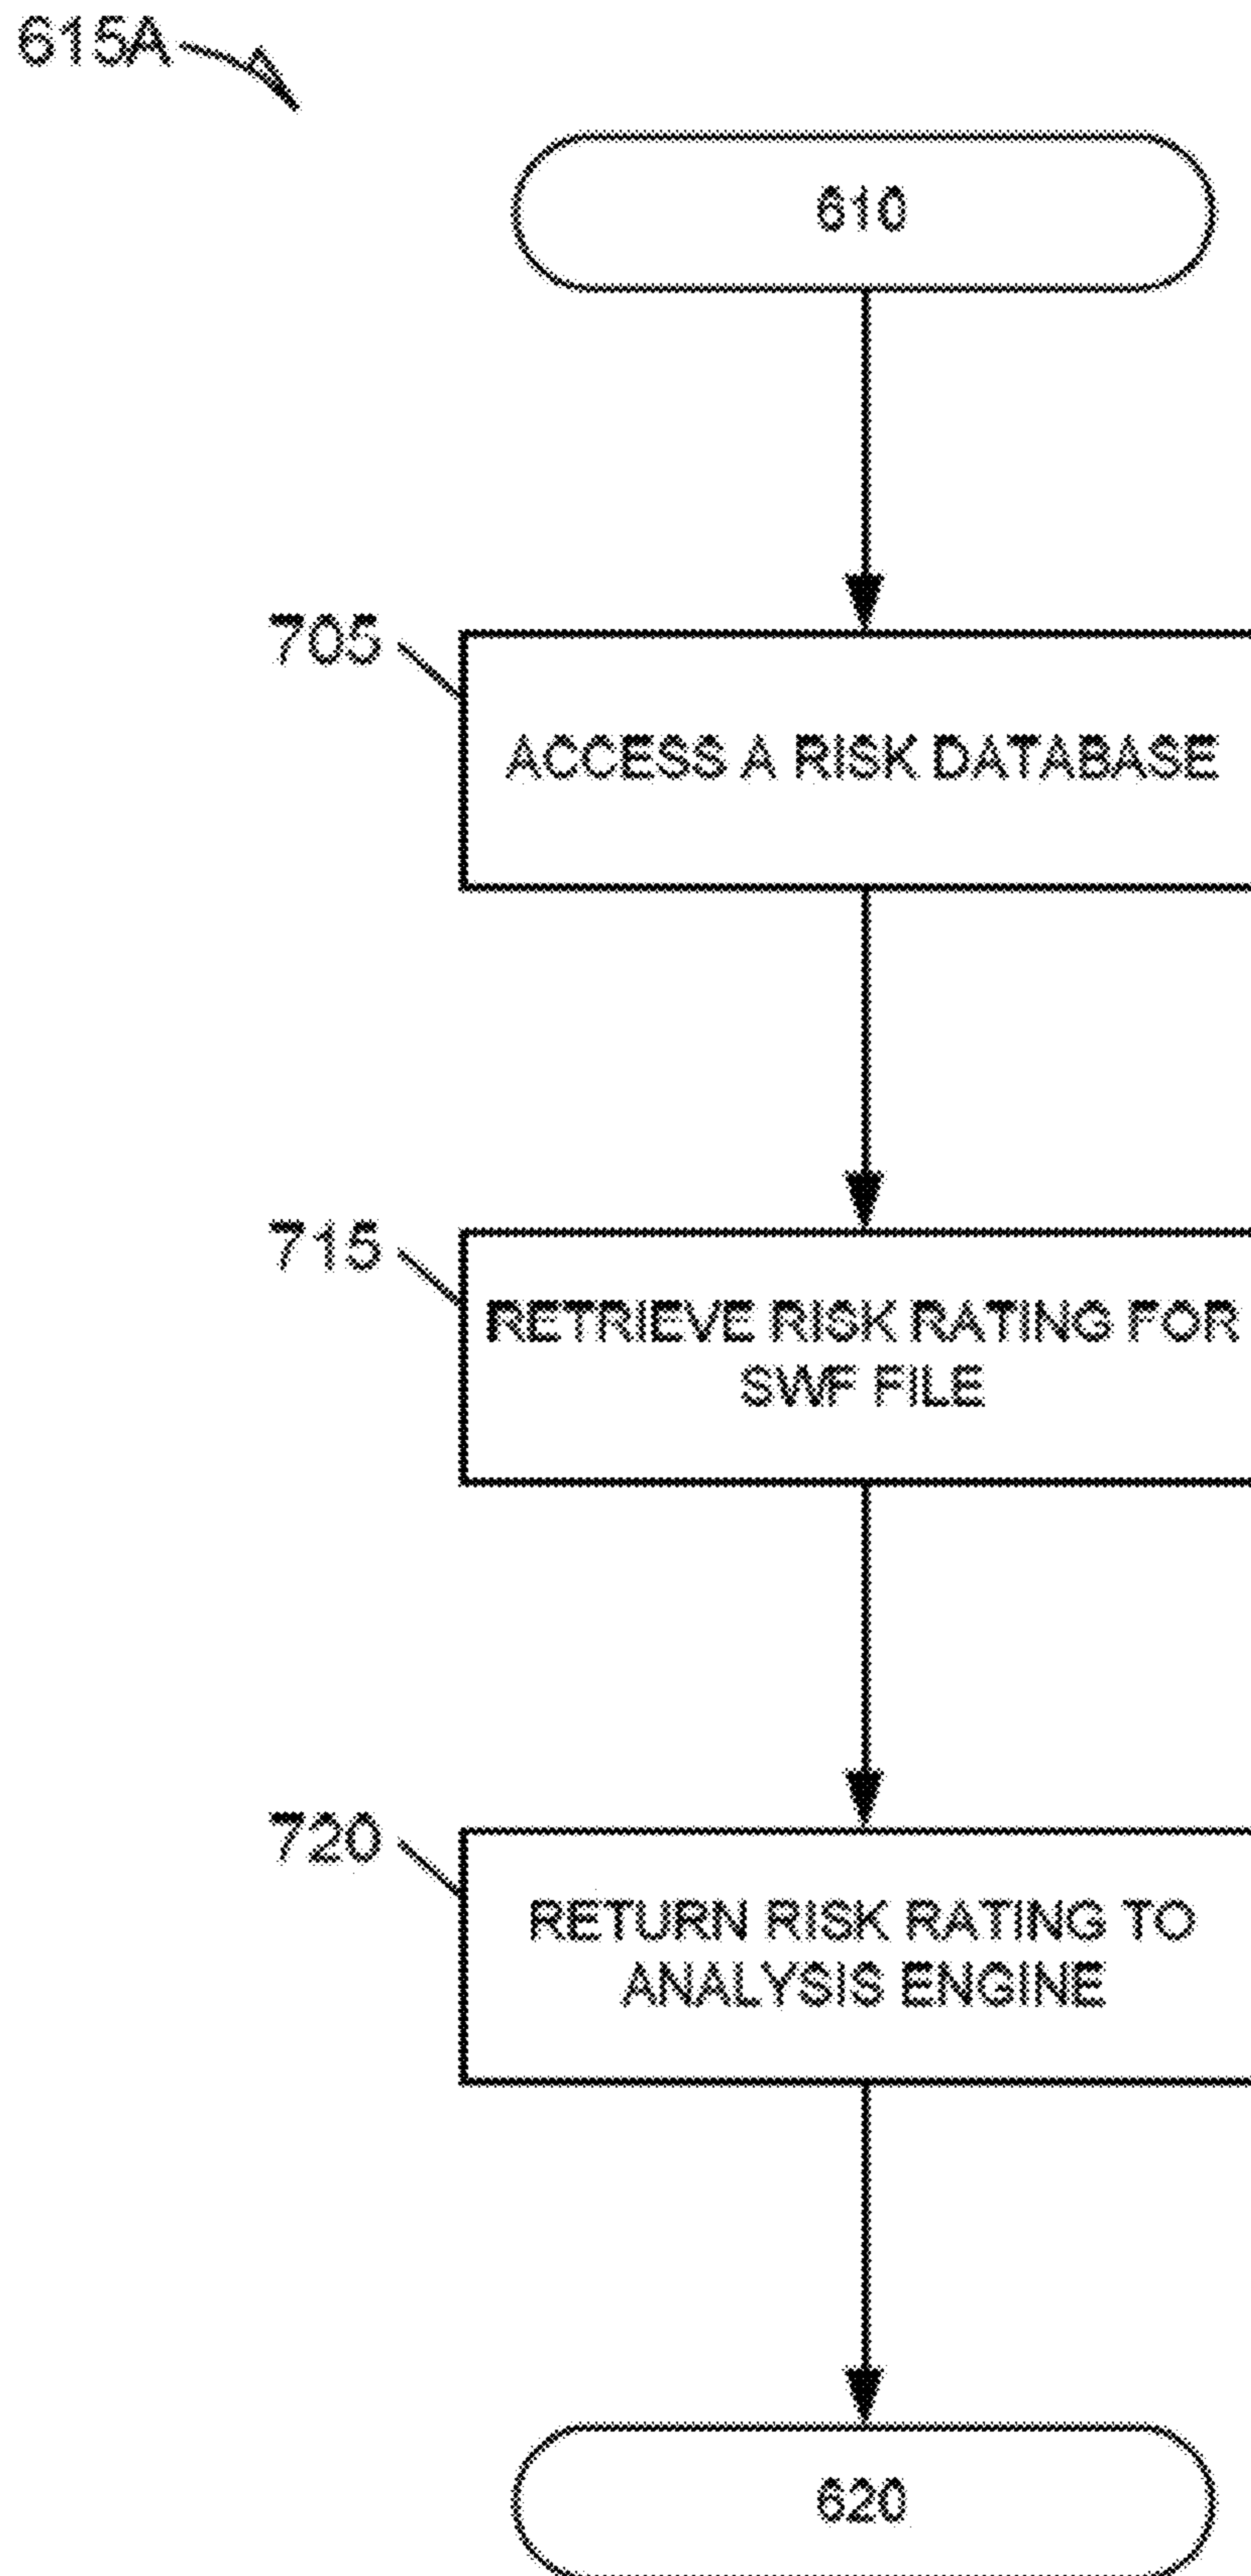 615A
610
705
ACCESS A RISK DATABASE
715
RETRIEVE RISK RATING FOR
SWF FILE
720
RETURN RISK RATING TO
ANALYSIS ENGINE
620